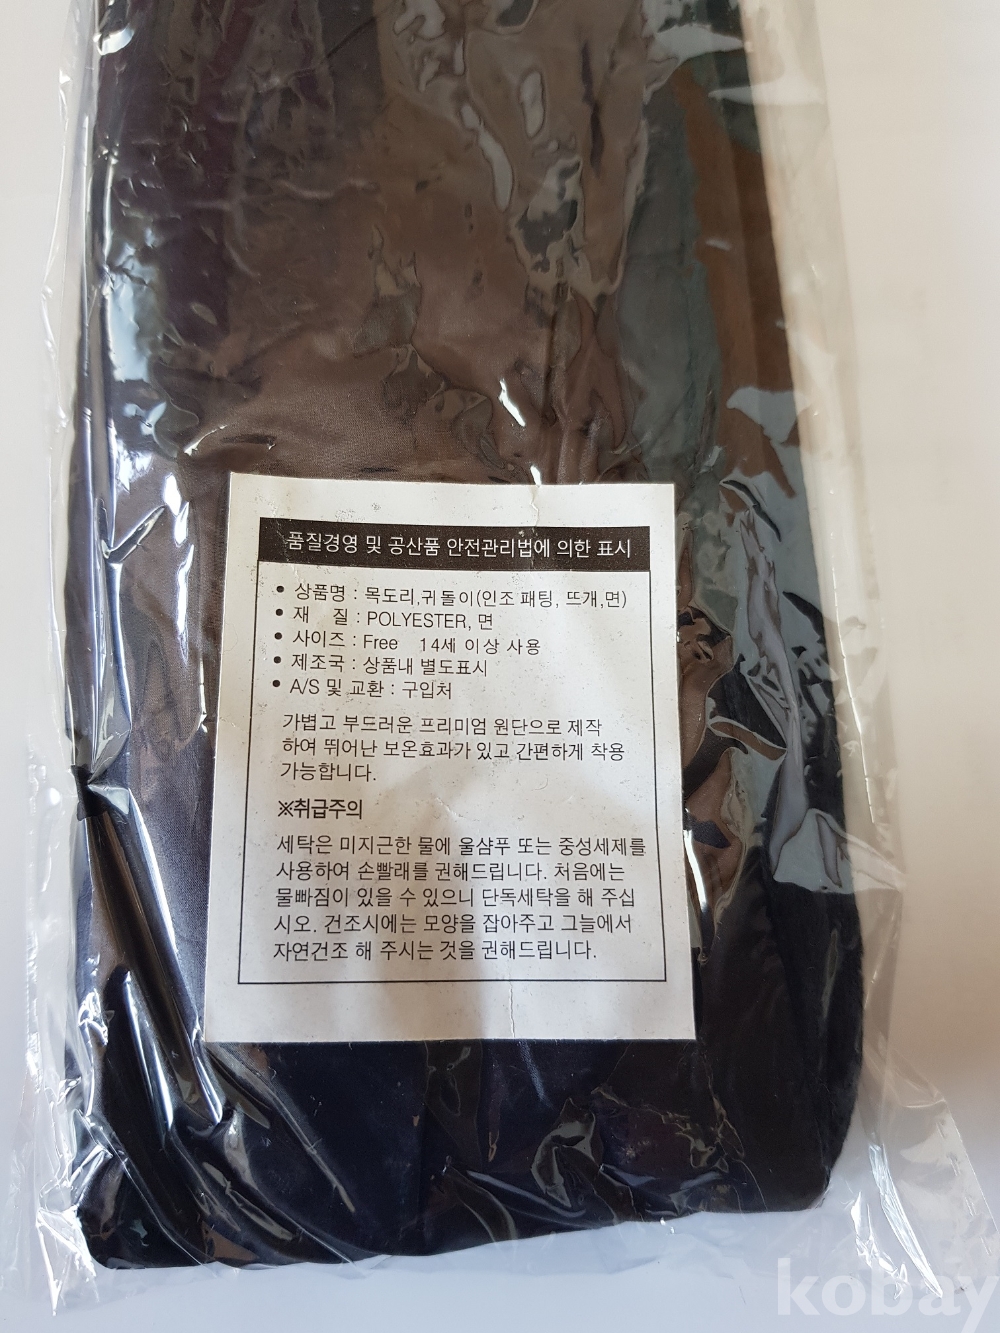 품질경영 및 공산품 안전관리법에 의한 표시
• 상품명 : 목도리,귀돌이(인조패팅, 뜨개,면)
• 재 질 : POLYESTER, 면
• 사이즈 : Free 14세 이상 사용
• 제조국 : 상품내 별도표시
• A/S 및 교환 : 구입처
가볍고 부드러운 프리미엄 원단으로 제작
하여 뛰어난 보온효과가 있고 간편하게 착용
가능합니다.
※취급주의
세탁은 미지근한 물에 울샴푸 또는 중성세제를
사용하여 손빨래를 권해드립니다. 처음에는
물빠짐이 있을 수 있으니 단독세탁을 해 주십
시오. 건조시에는 모양을 잡아주고 그늘에서
자연건조 해 주시는 것을 권해드립니다.
kobay